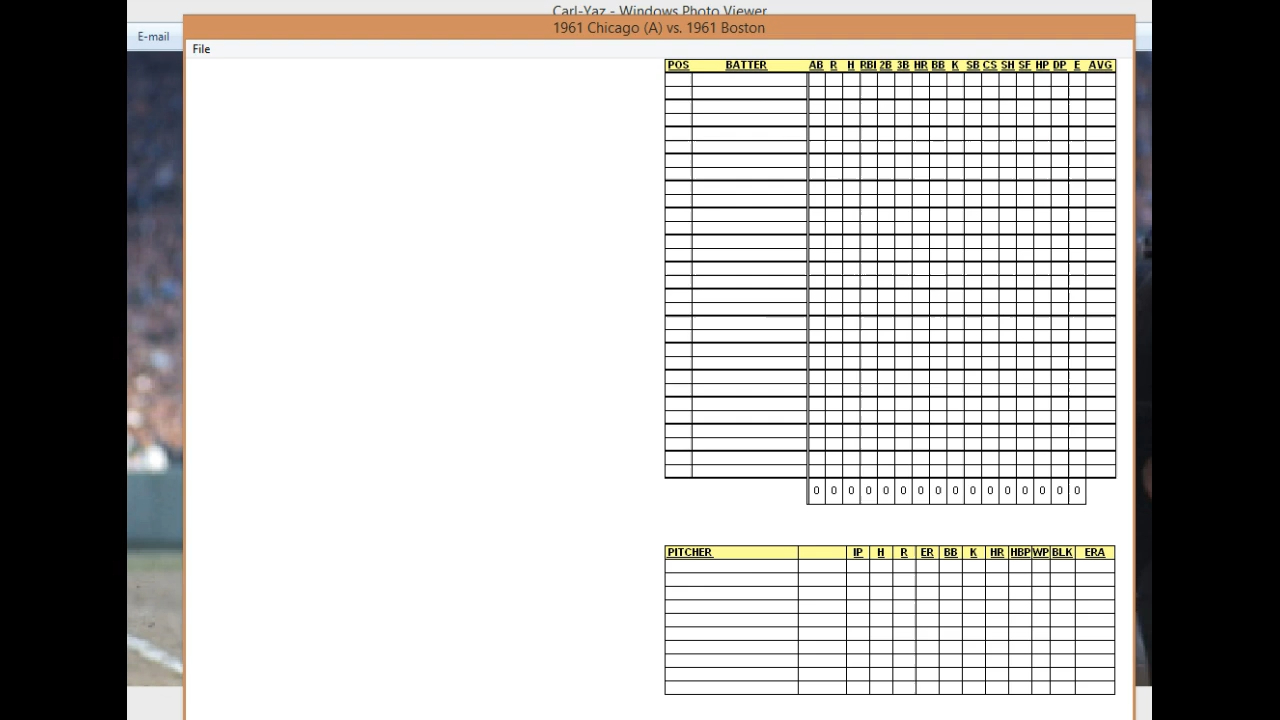 Carl-Yaz - Windows Photo Viewer
1961 Chicago (A) vs. 1961 Boston
E-mail
File
POS BATTER AB R H RBI 2B 3B HR BB K SB CS SH SF HP DP E AVG
0 0 0 0 0 0 0 0 0 0 0 0 0 0 0 0
PITCHER IP H R ER BB K HR HBP WP BLK ERA